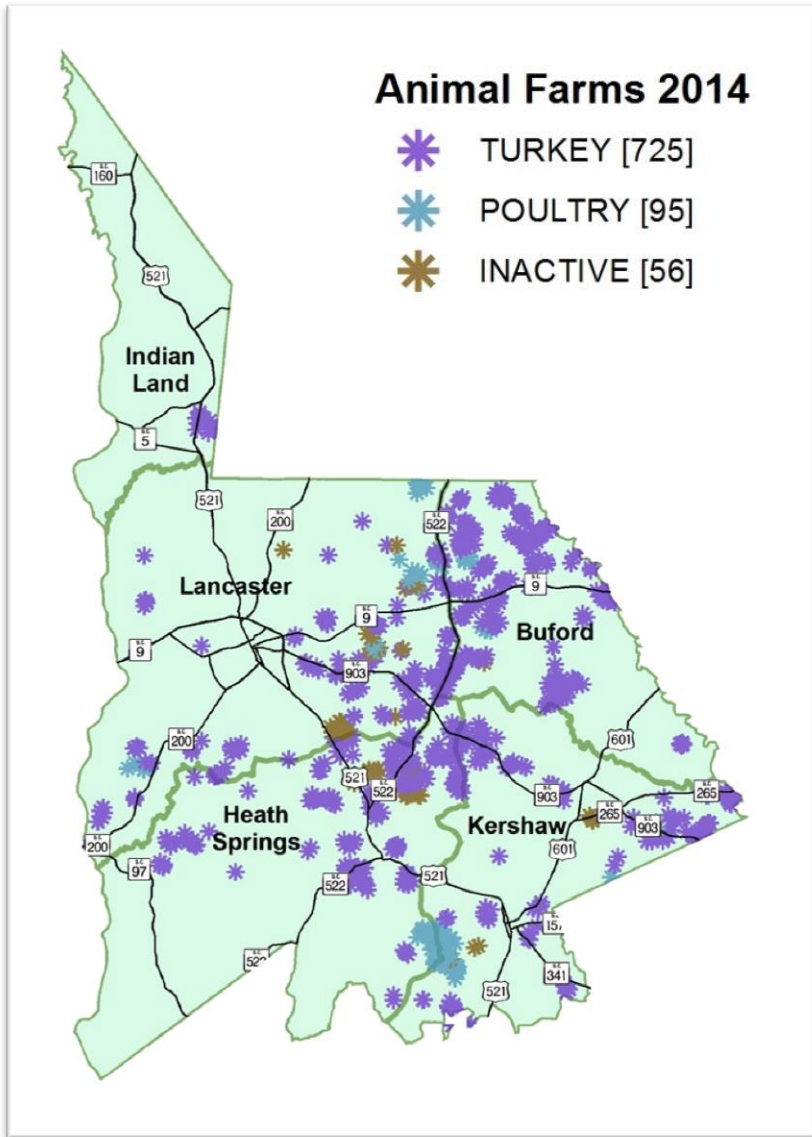 Animal Farms 2014
TURKEY [725]
POULTRY [95]
INACTIVE [56]
S.C.
160
521
Indian
Land
S.C.
5
521
S.C.
200
S.C.
522
Lancaster
S.C.
9
S.C.
9
Buford
S.C.
9
S.C.
903
S.C.
200
601
521
S.C.
522
S.C.
903
S.C.
265
S.C.
265
S.C.
903
Heath
Springs
Kershaw
S.C.
200
601
S.C.
97
521
S.C.
522
S.C.
341
521